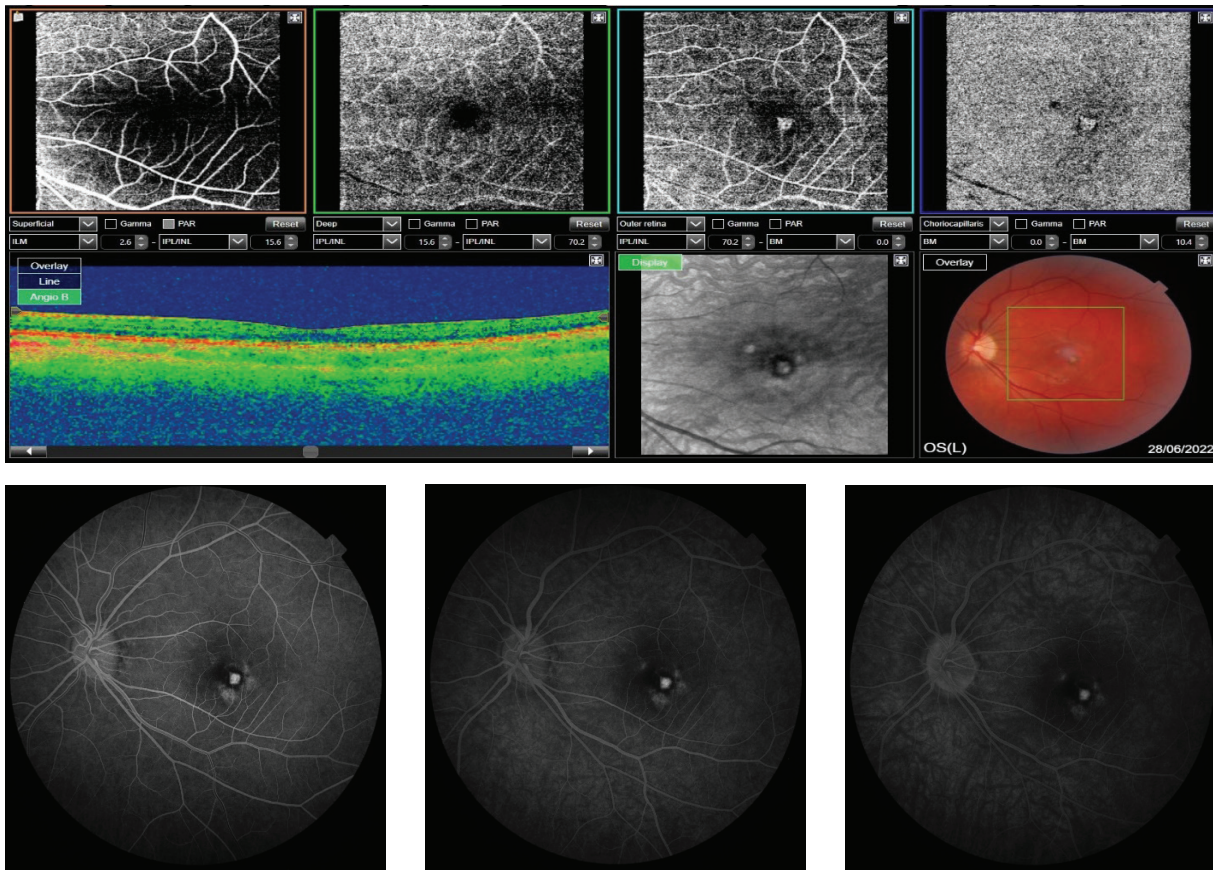 Superficial Gamma PAR Reset Deep Gamma PAR Reset Outer retina Gamma PAR Reset Choriocapillaris Gamma PAR Reset
ILM 2.6 - IPL/INL 15.6 IPL/INL 15.6 - IPL/INL 70.2 IPL/INL 70.2 - BM 0.0 BM 0.0 - BM 10.4
Overlay
Line
Angio B
Display
Overlay
OS(L) 28/06/2022